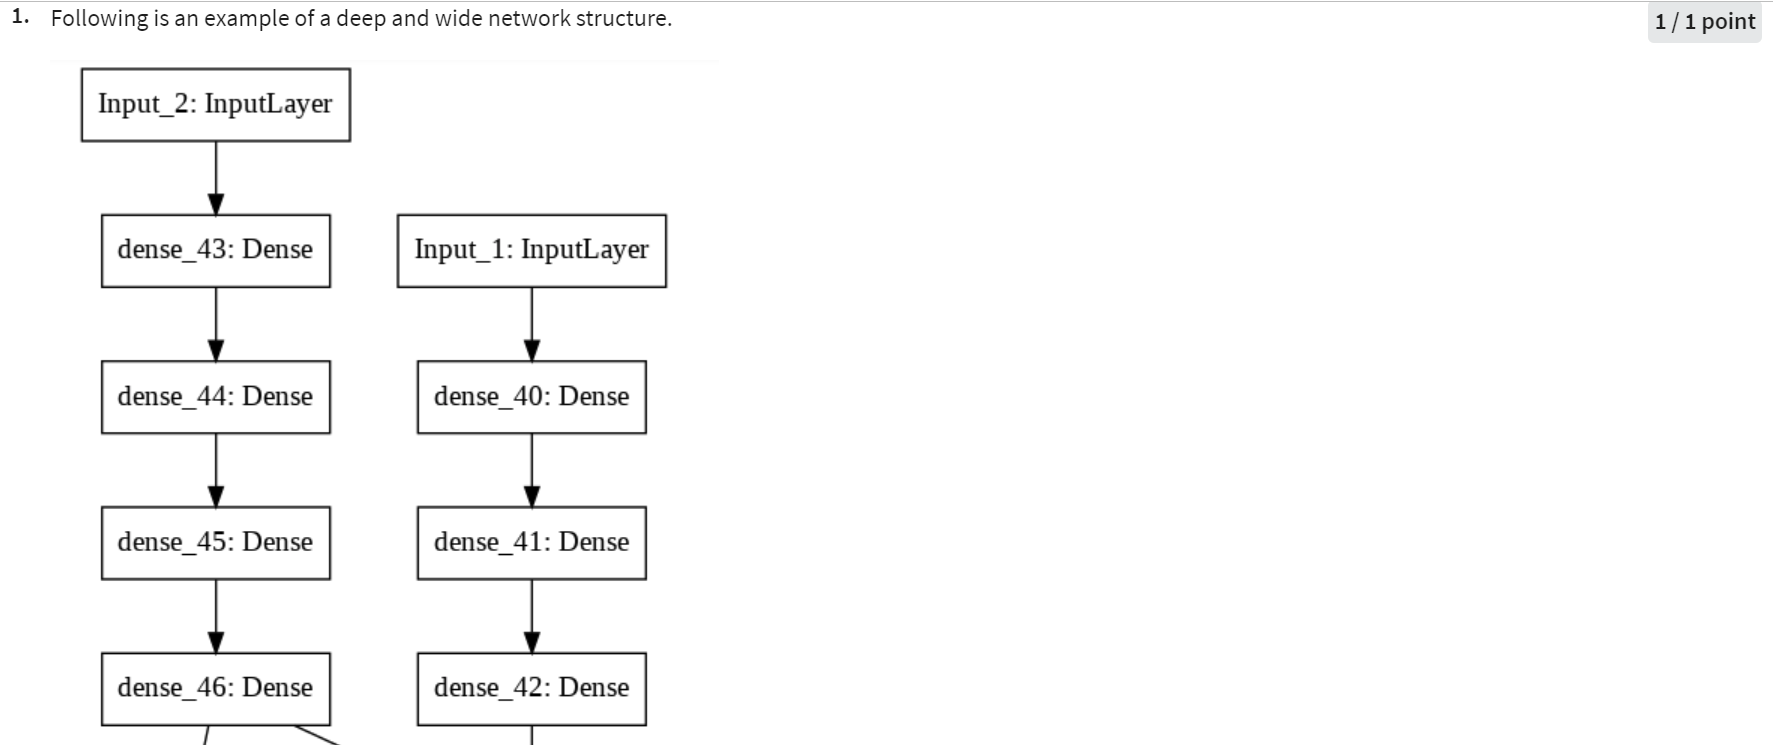 1. Following is an example of a deep and wide network structure.
1 / 1 point
Input_2: InputLayer
dense_43: Dense
Input_1: InputLayer
dense_44: Dense
dense_40: Dense
dense_45: Dense
dense_41: Dense
dense_46: Dense
dense_42: Dense